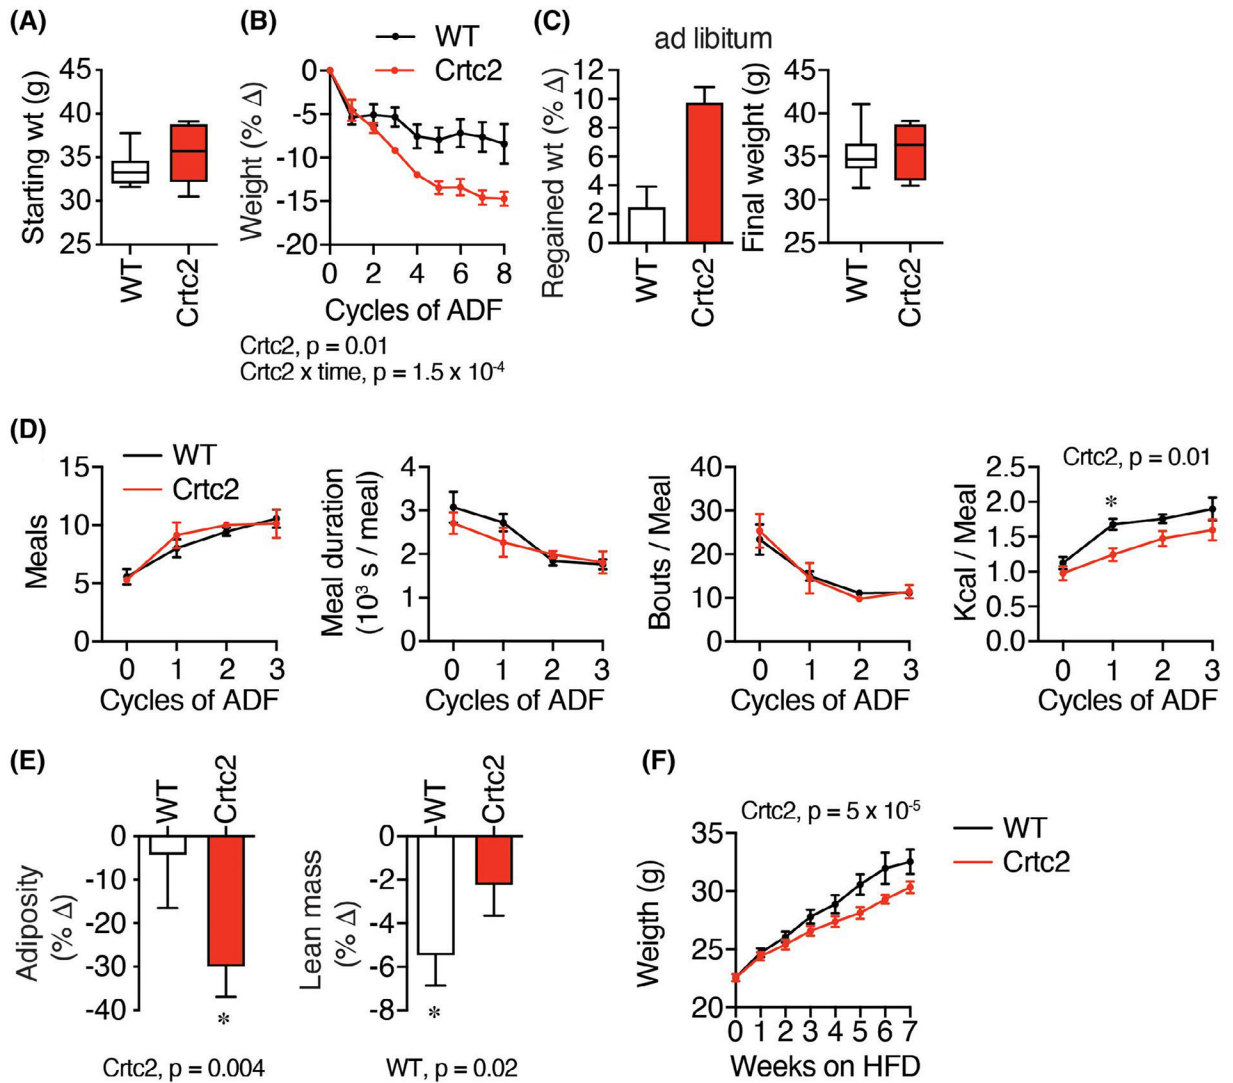 (A)
Starting wt (g)
45
40
35
30
25
WT
Crtc2
(B)
WT
Crtc2
Weight (% Δ)
0
-5
-10
-15
-20
0 2 4 6 8
Cycles of ADF
Crtc2, p = 0.01
Crtc2 x time, p = 1.5 x 10-4
(C)
ad libitum
Regained wt (% Δ)
12
10
8
6
4
2
0
WT
Crtc2
Final weight (g)
45
40
35
30
25
WT
Crtc2
(D)
WT
Crtc2
Meals
15
10
5
0
0 1 2 3
Cycles of ADF
Meal duration
(103 s / meal)
4
3
2
1
0
0 1 2 3
Cycles of ADF
Bouts / Meal
40
30
20
10
0
0 1 2 3
Cycles of ADF
Crtc2, p = 0.01
*
Kcal / Meal
2.5
2.0
1.5
1.0
0.5
0.0
0 1 2 3
Cycles of ADF
(E)
WT
Crtc2
Adiposity
(% Δ)
0
-10
-20
-30
-40
*
Crtc2, p = 0.004
WT
Crtc2
Lean mass
(% Δ)
0
-2
-4
-6
-8
*
WT, p = 0.02
(F)
Crtc2, p = 5 x 10-5
WT
Crtc2
Weigth (g)
35
30
25
20
0 1 2 3 4 5 6 7
Weeks on HFD